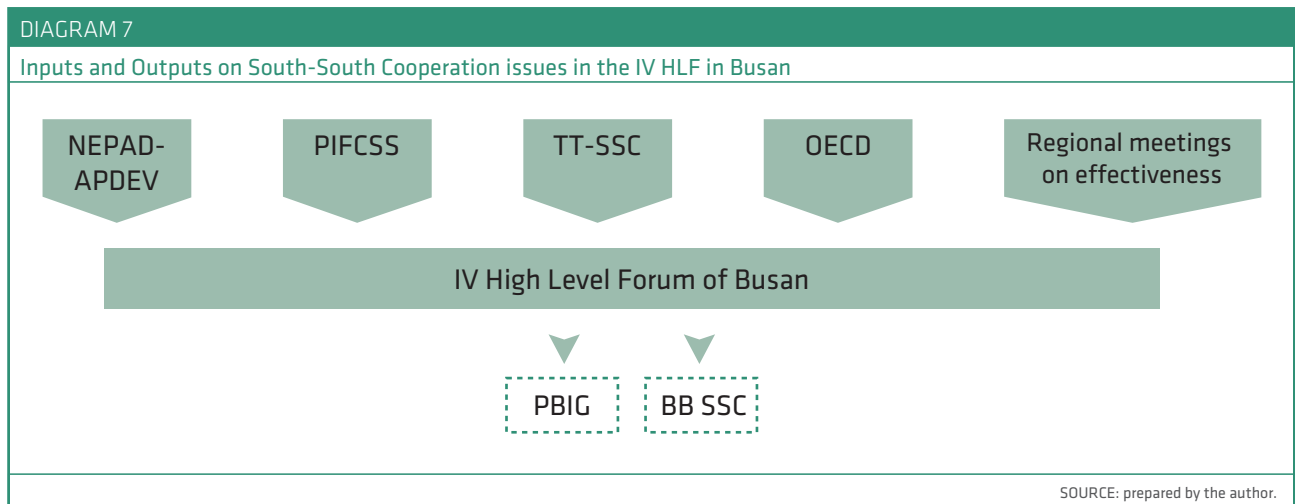 DIAGRAM 7
Inputs and Outputs on South-South Cooperation issues in the IV HLF in Busan
NEPAD-
APDEV
PIFCSS
TT-SSC
OECD
Regional meetings
on effectiveness
IV High Level Forum of Busan
PBIG
BB SSC
SOURCE: prepared by the author.